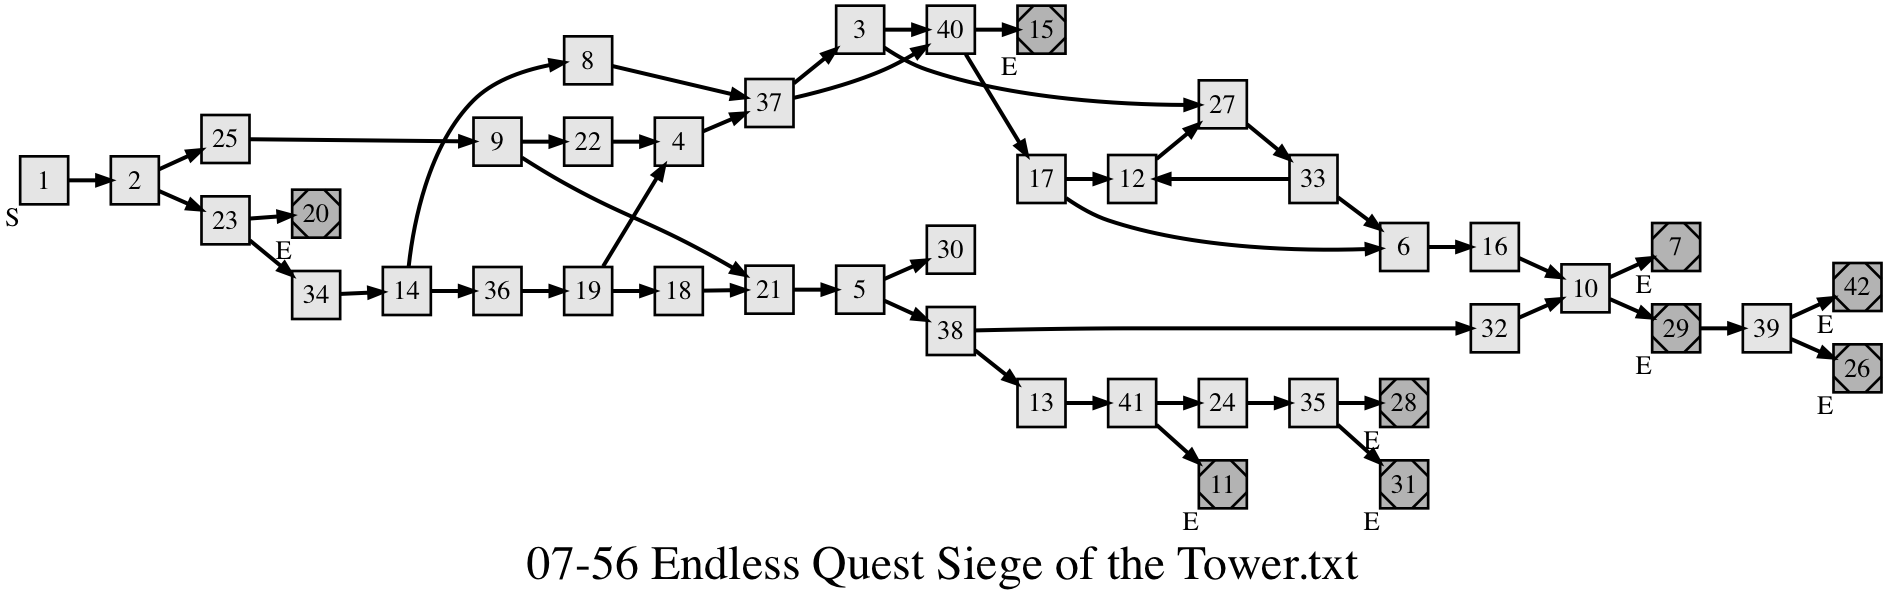 3 40 15
8
E
37
27
25
9 22 4
1 2
17 12 33
S
23 20
E
30
6 16 7
34 14 36 19 18 21 5
10
E
42
38
32
29 39
E
E
26
E
13 41 24 35 28
E
11
31
E
E
07-56 Endless Quest Siege of the Tower.txt